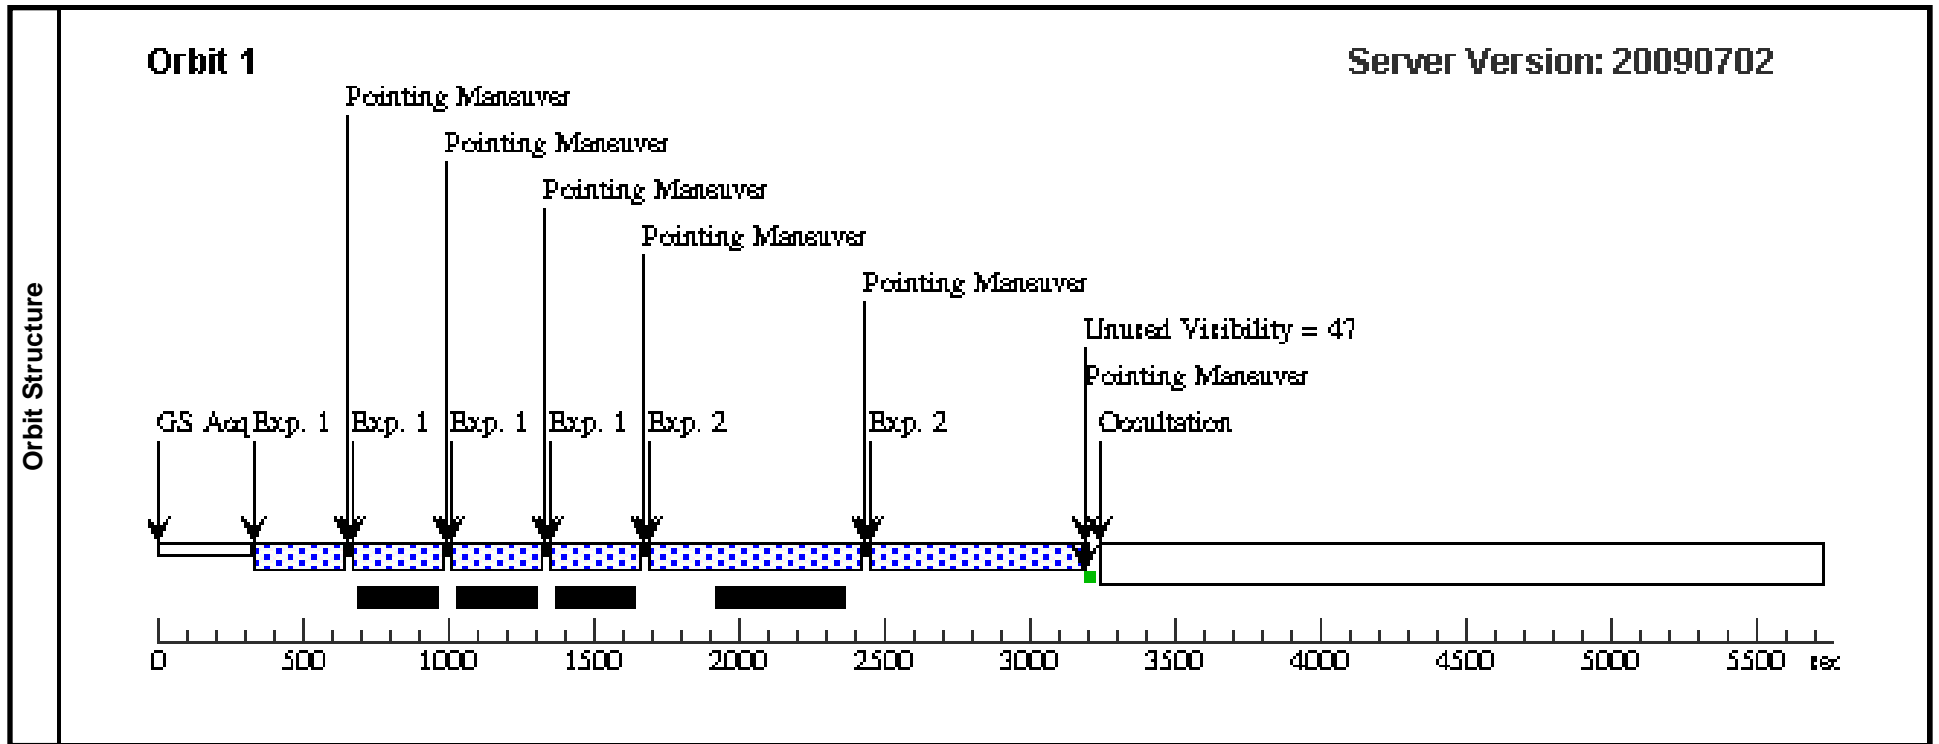 Orbit Structure
Orbit 1
Server Version: 20090702
Pointing Maneuver
Pointing Maneuver
Pointing Maneuver
Pointing Maneuver
Pointing Maneuver
Unused Visibility = 47
Pointing Maneuver
GS Acq Exp. 1 Exp. 1 Exp. 1 Exp. 1 Exp. 2 Exp. 2 Occultation
0 500 1000 1500 2000 2500 3000 3500 4000 4500 5000 5500 sec